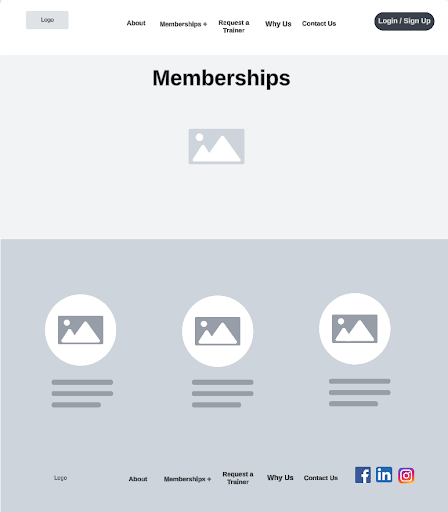 Logo
About
Memberships +
Request a
Trainer
Why Us
Contact Us
Login / Sign Up
Memberships
Logo
About
Memberships +
Request a
Trainer
Why Us
Contact Us